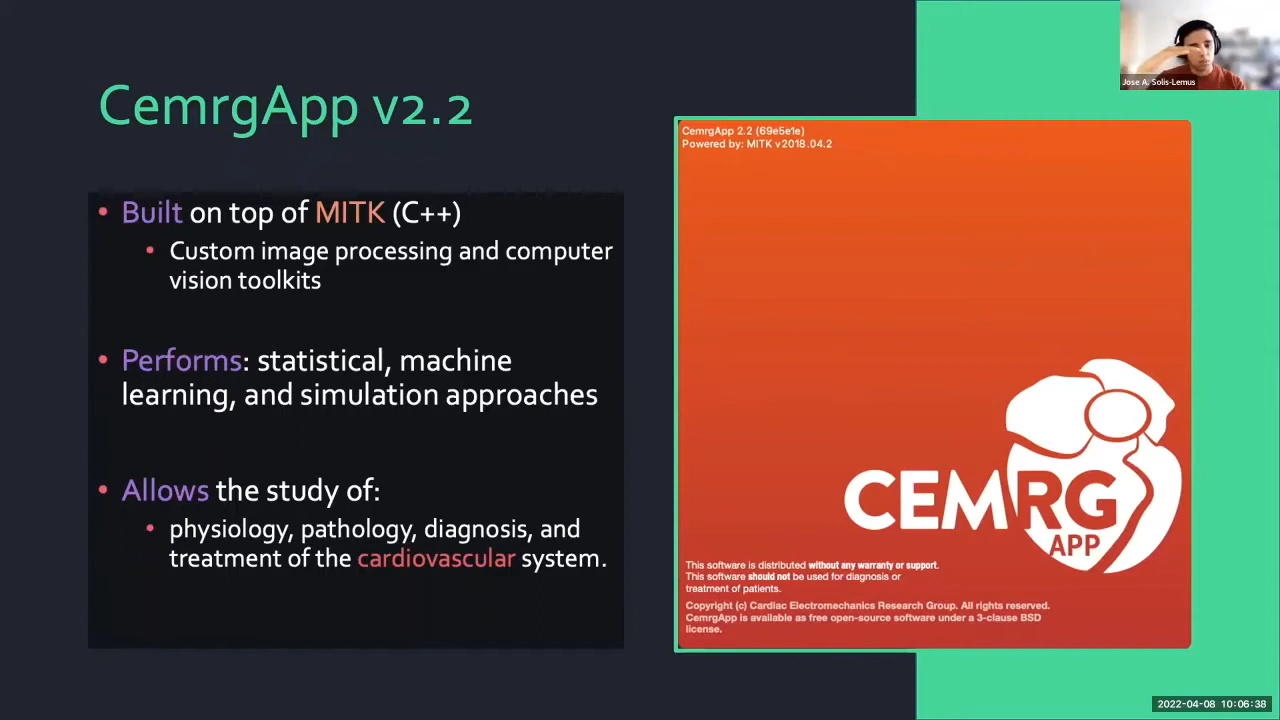 CemrgApp v2.2
• Built on top of MITK (C++)
• Custom image processing and computer
vision toolkits
• Performs: statistical, machine
learning, and simulation approaches
• Allows the study of:
• physiology, pathology, diagnosis, and
treatment of the cardiovascular system.
Jose A. Solis-Lemus
CemrgApp 2.2 (69e5e1e)
Powered by: MITK v2018.04.2
CEMRG
APP
This software is distributed without any warranty or support.
This software should not be used for diagnosis or
treatment of patients.
Copyright (c) Cardiac Electromechanics Research Group. All rights reserved.
CemrgApp is available as free open-source software under a 3-clause BSD
license.
2022-04-08 10:06:38